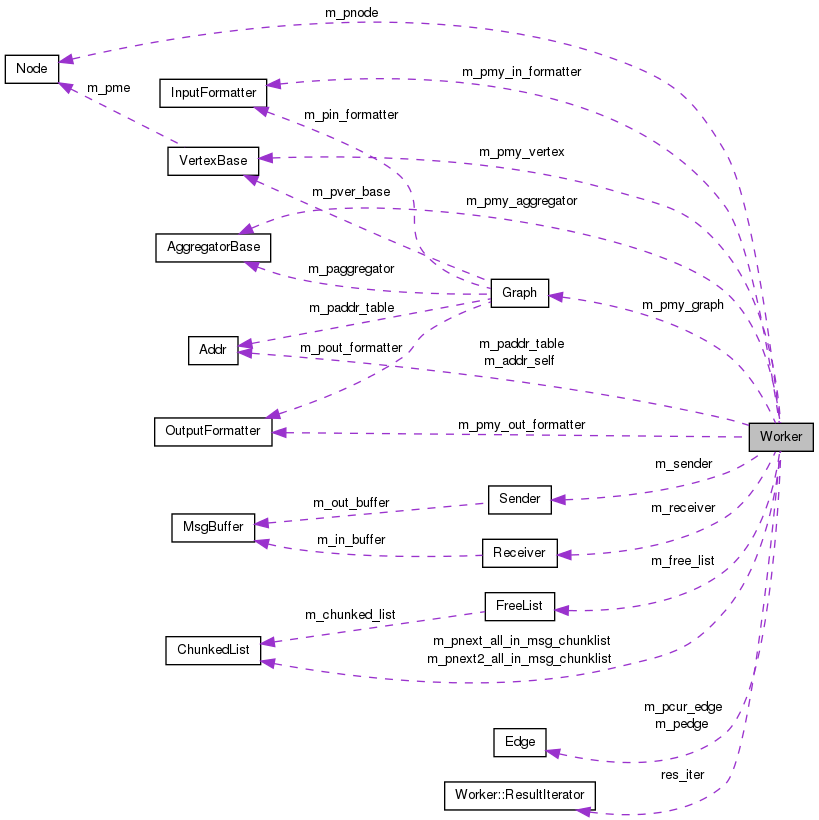 m_pnode
Node
m_pmy_in_formatter
m_pme
InputFormatter
m_pin_formatter
m_pmy_vertex
VertexBase
m_pver_base
m_pmy_aggregator
AggregatorBase
m_paggregator
Graph
m_pmy_graph
m_paddr_table
Addr
m_pout_formatter
m_paddr_table
m_addr_self
OutputFormatter
m_pmy_out_formatter
Worker
m_sender
Sender
m_out_buffer
m_receiver
MsgBuffer
m_in_buffer
Receiver
m_free_list
FreeList
m_chunked_list
ChunkedList
m_pnext_all_in_msg_chunklist
m_pnext2_all_in_msg_chunklist
m_pcur_edge
m_pedge
Edge
res_iter
Worker::ResultIterator